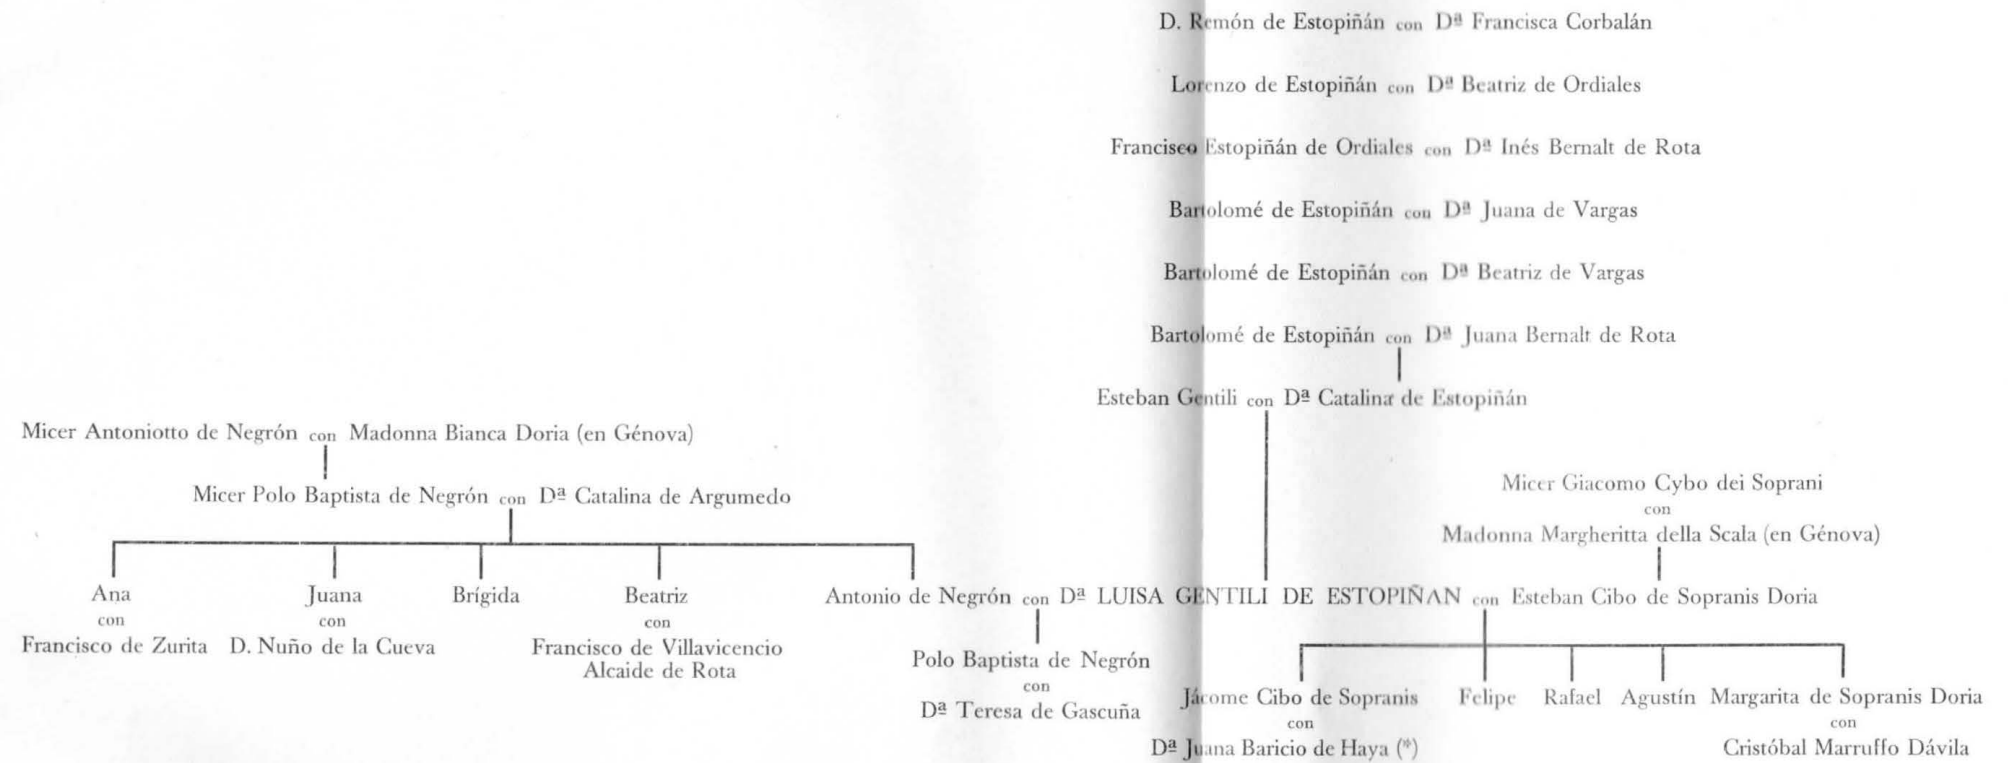 D. Remón de Estopiñán con Dª Francisca Corbalán
Lorenzo de Estopiñán con Dª Beatriz de Ordiales
Francisco Estopiñán de Ordiales con Dª Inés Bernalt de Rota
Bartolomé de Estopiñán con Dª Juana de Vargas
Bartolomé de Estopiñán con Dª Beatriz de Vargas
Bartolomé de Estopiñán con Dª Juana Bernalt de Rota
Esteban Gentili con Dª Catalina de Estopiñán
Micer Antoniotto de Negrón con Madonna Bianca Doria (en Génova)
Micer Polo Baptista de Negrón con Dª Catalina de Argumedo
Micer Giacomo Cybo dei Soprani
con
Madonna Margheritta della Scala (en Génova)
Ana
con
Francisco de Zurita
Juana
con
D. Nuño de la Cueva
Brígida
Beatriz
con
Francisco de Villavicencio
Alcaide de Rota
Antonio de Negrón con Dª LUISA GENTILI DE ESTOPIÑAN con Esteban Cibo de Sopranis Doria
Polo Baptista de Negrón
con
Dª Teresa de Gascuña
Jácome Cibo de Sopranis
con
Dª Juana Baricio de Haya (*)
Felipe
Rafael
Agustín
Margarita de Sopranis Doria
con
Cristóbal Marruffo Dávila